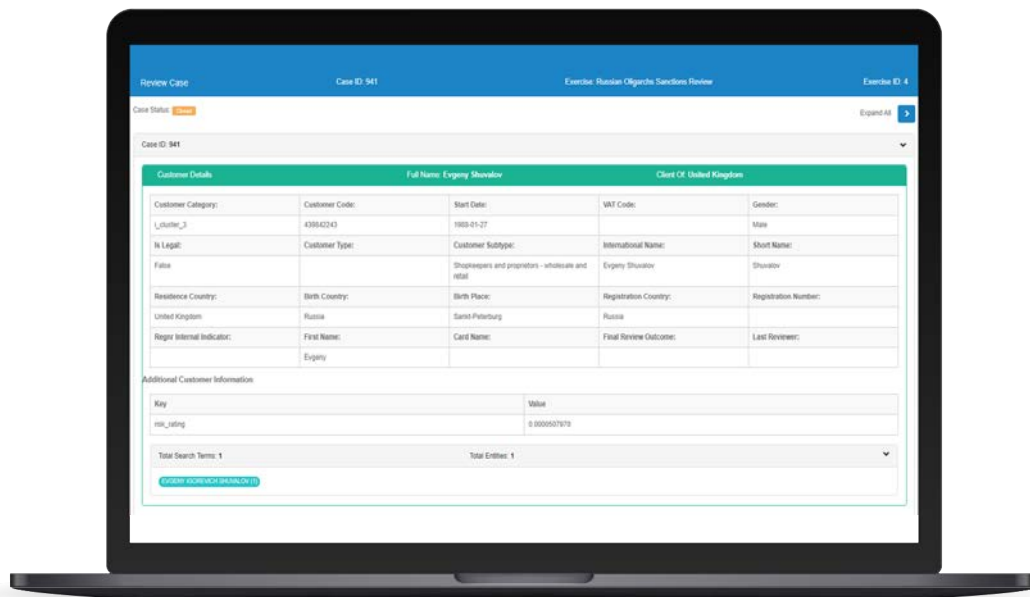 Review Case Case ID: 941 Exercise: Russian Oligarchs Sanctions Review Exercise ID: 4
Case Status: Expand All
Case ID: 941
Customer Details Full Name: Evgeny Shuvalov Client Of: United Kingdom
Customer Category: Customer Code: Start Date: VAT Code: Gender:
i_cluster_3 439842243 1988-01-27 Male
Is Legal: Customer Type: Customer Subtype: International Name: Short Name:
False Shopkeepers and proprietors - wholesale and Evgeny Shuvalov Shuvalov
retail
Residence Country: Birth Country: Birth Place: Registration Country: Registration Number:
United Kingdom Russia Sankt-Peterburg Russia
Regnr Internal Indicator: First Name: Card Name: Final Review Outcome: Last Reviewer:
Evgeny
Additional Customer Information
Key Value
risk_rating
Total Search Terms: 1 Total Entities: 1
EVGENY IGOREVICH SHUVALOV (1)